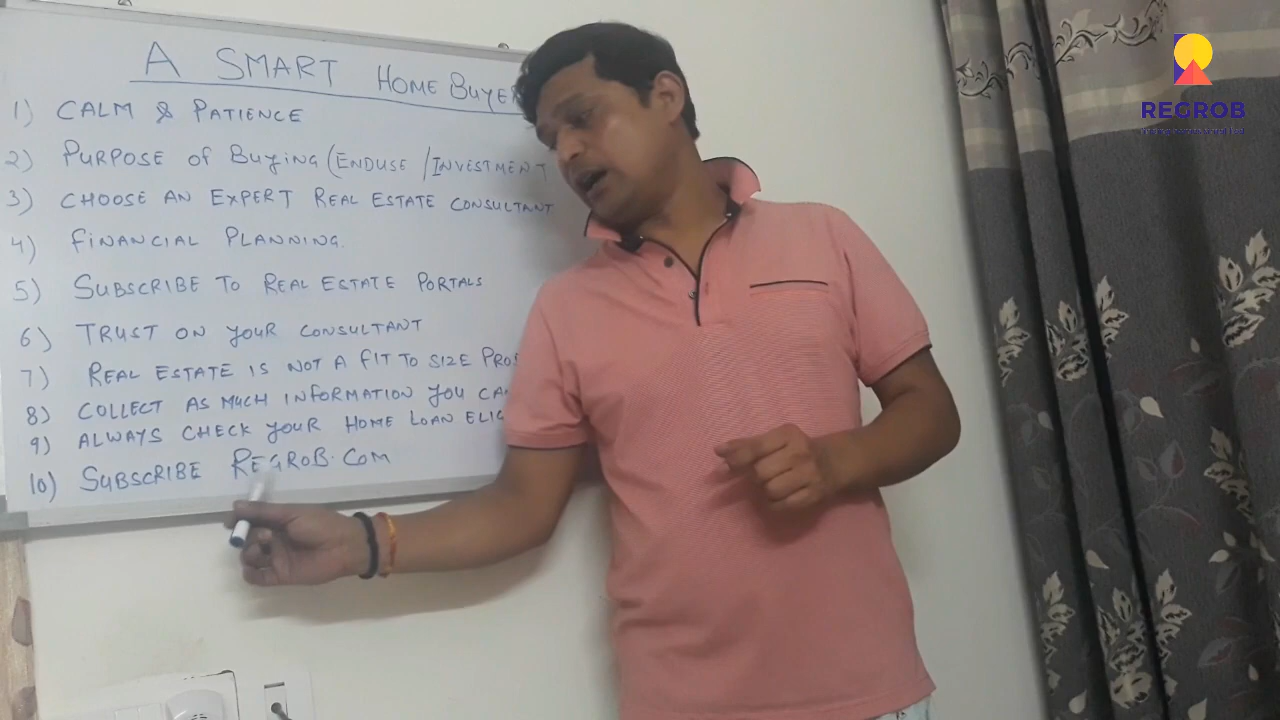 A SMART HOME BUYER
1) CALM & PATIENCE
2) PURPOSE OF BUYING (ENDUSE / INVESTMENT
3) CHOOSE AN EXPERT REAL ESTATE CONSULTANT
4) FINANCIAL PLANNING.
5) SUBSCRIBE TO REAL ESTATE PORTALS
6) TRUST ON YOUR CONSULTANT
7) REAL ESTATE IS NOT A FIT TO SIZE
8) COLLECT AS MUCH INFORMATION YOU
9) ALWAYS CHECK YOUR HOME LOAN
10) SUBSCRIBE REGROB.COM
REGROB